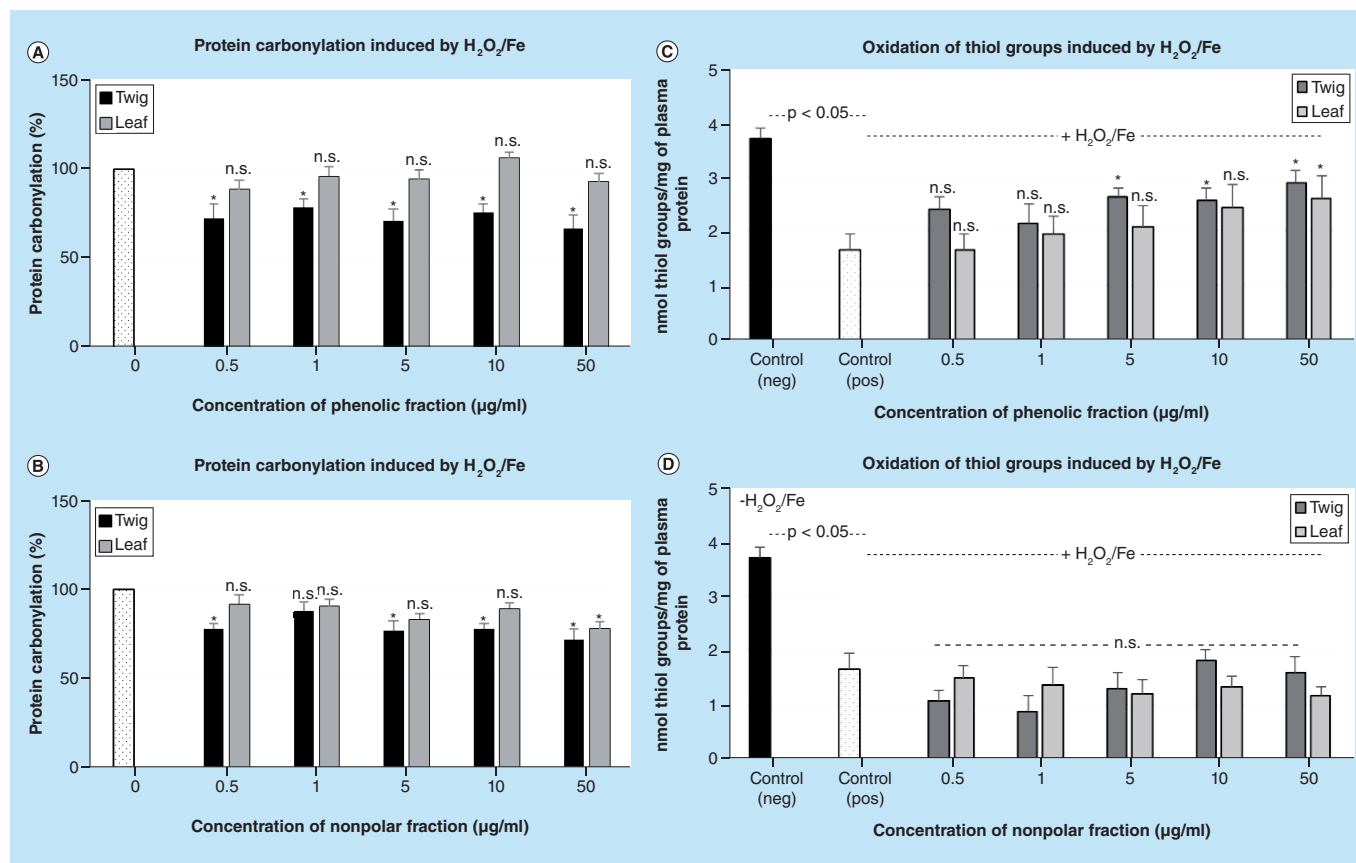 A
Protein carbonylation induced by H₂O₂/Fe
150
100
50
0
Protein carbonylation (%)
Twig
Leaf
* n.s.
* n.s.
* n.s.
* n.s.
* n.s.
0 0.5 1 5 10 50
Concentration of phenolic fraction (µg/ml)
B
Protein carbonylation induced by H₂O₂/Fe
150
100
50
0
Protein carbonylation (%)
Twig
Leaf
* n.s.
n.s. n.s.
* n.s.
* n.s.
* *
0 0.5 1 5 10 50
Concentration of nonpolar fraction (µg/ml)
C
Oxidation of thiol groups induced by H₂O₂/Fe
5
4
3
2
1
0
nmol thiol groups/mg of plasma
protein
Twig
Leaf
p < 0.05
+ H₂O₂/Fe
n.s. n.s.
n.s. n.s.
* n.s.
* n.s.
* *
Control
(neg)
Control
(pos)
0.5 1 5 10 50
Concentration of phenolic fraction (µg/ml)
D
Oxidation of thiol groups induced by H₂O₂/Fe
5
4
3
2
1
0
nmol thiol groups/mg of plasma
protein
-H₂O₂/Fe
Twig
Leaf
p < 0.05
+ H₂O₂/Fe
n.s.
Control
(neg)
Control
(pos)
0.5 1 5 10 50
Concentration of nonpolar fraction (µg/ml)